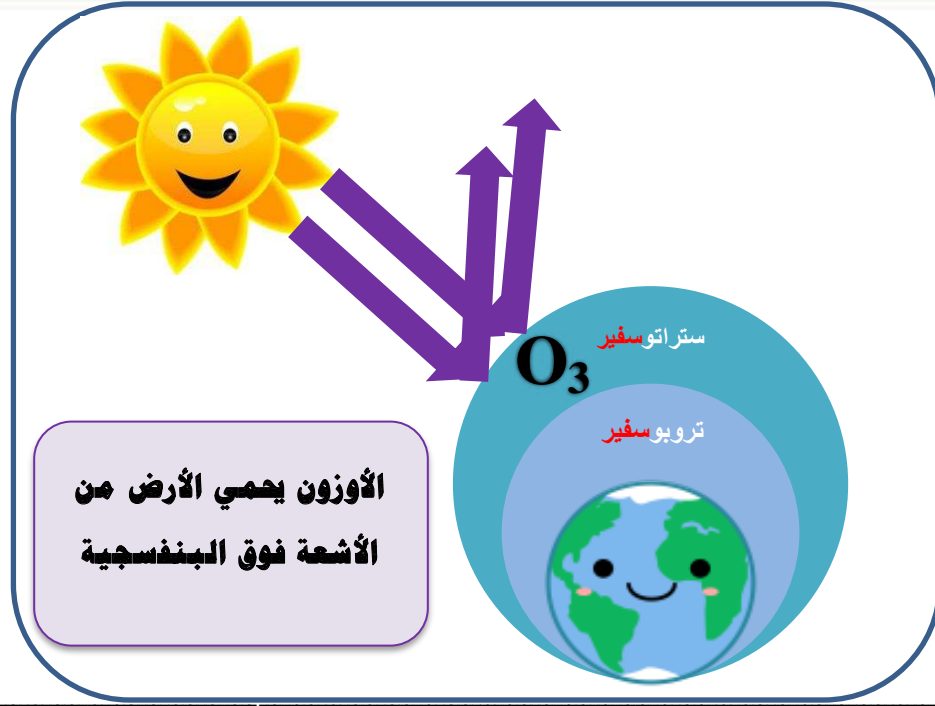 ستراتوسفير
O₃
تروبوسفير
الأوزون يحمي الأرض من
الأشعة فوق البنفسجية